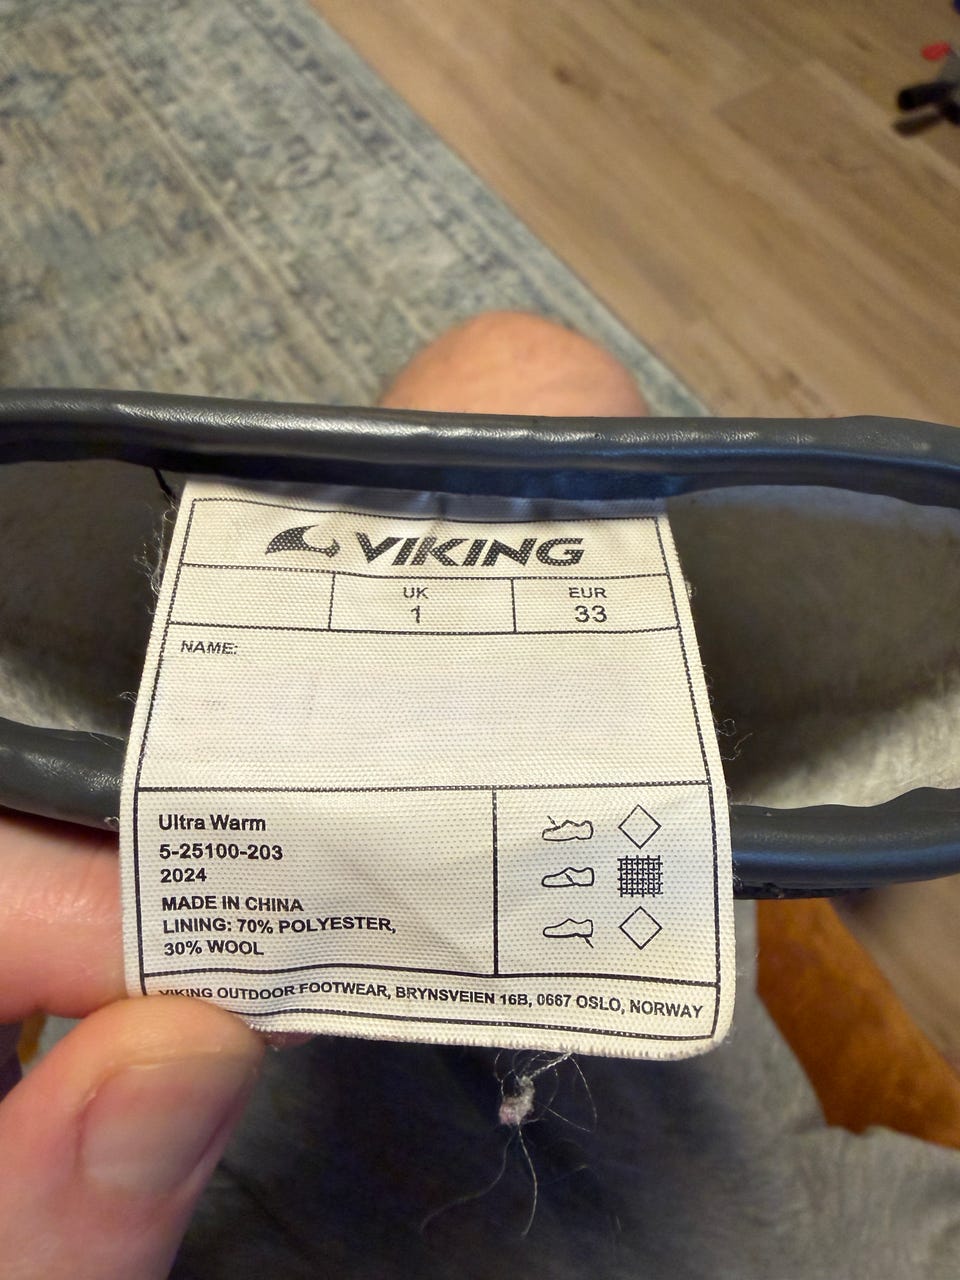 VIKING
UK EUR
1 33
NAME:
Ultra Warm
5-25100-203
2024
MADE IN CHINA
LINING: 70% POLYESTER,
30% WOOL
VIKING OUTDOOR FOOTWEAR, BRYNSVEIEN 16B, 0667 OSLO, NORWAY